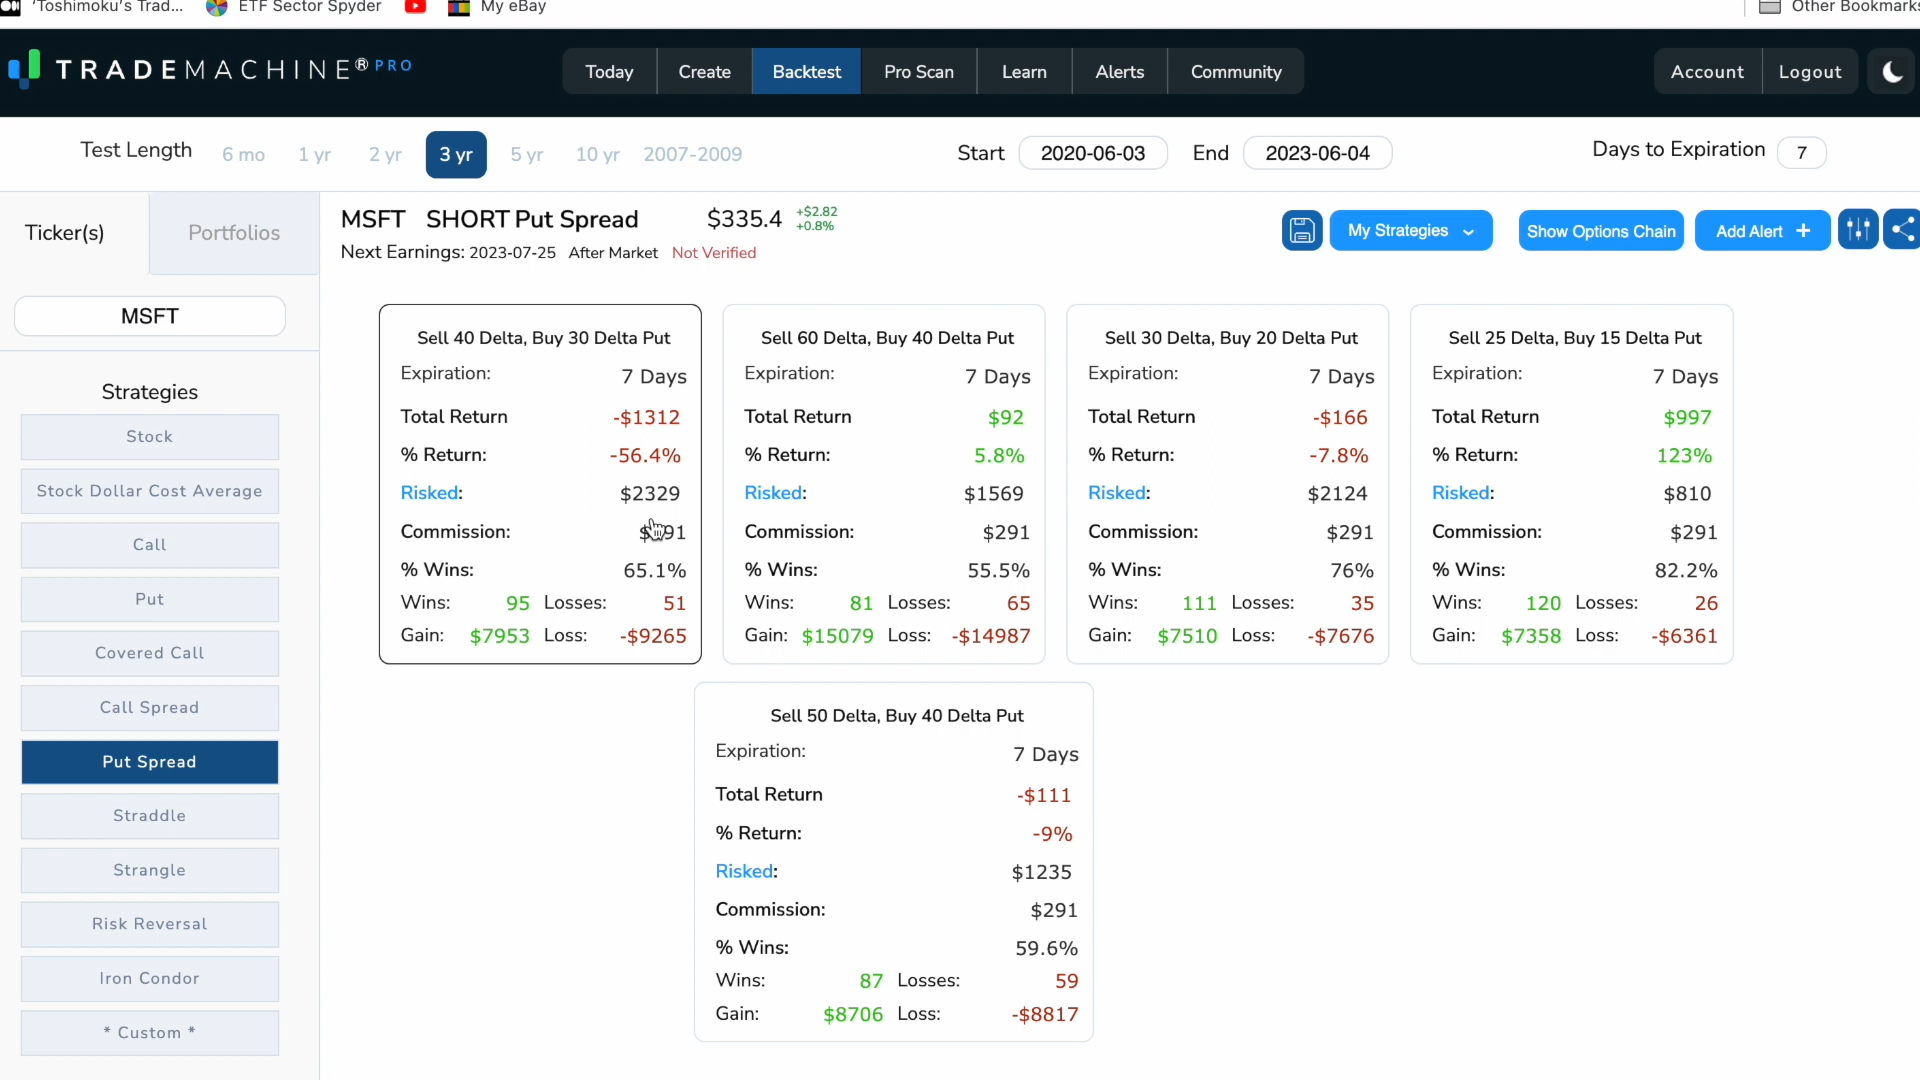 'Toshimoku's Trad... ETF Sector Spyder My eBay Other Bookmarks
TRADEMACHINE® PRO Today Create Backtest Pro Scan Learn Alerts Community Account Logout
Test Length 6 mo 1 yr 2 yr 3 yr 5 yr 10 yr 2007-2009 Start 2020-06-03 End 2023-06-04 Days to Expiration 7
Ticker(s) Portfolios
MSFT
Strategies
Stock
Stock Dollar Cost Average
Call
Put
Covered Call
Call Spread
Put Spread
Straddle
Strangle
Risk Reversal
Iron Condor
* Custom *
MSFT SHORT Put Spread $335.4 +$2.82
+0.8%
Next Earnings: 2023-07-25 After Market Not Verified
My Strategies Show Options Chain Add Alert +
Sell 40 Delta, Buy 30 Delta Put
Expiration: 7 Days
Total Return -$1312
% Return: -56.4%
Risked: $2329
Commission: $ 91
% Wins: 65.1%
Wins: 95 Losses: 51
Gain: $7953 Loss: -$9265
Sell 60 Delta, Buy 40 Delta Put
Expiration: 7 Days
Total Return $92
% Return: 5.8%
Risked: $1569
Commission: $291
% Wins: 55.5%
Wins: 81 Losses: 65
Gain: $15079 Loss: -$14987
Sell 30 Delta, Buy 20 Delta Put
Expiration: 7 Days
Total Return -$166
% Return: -7.8%
Risked: $2124
Commission: $291
% Wins: 76%
Wins: 111 Losses: 35
Gain: $7510 Loss: -$7676
Sell 25 Delta, Buy 15 Delta Put
Expiration: 7 Days
Total Return $997
% Return: 123%
Risked: $810
Commission: $291
% Wins: 82.2%
Wins: 120 Losses: 26
Gain: $7358 Loss: -$6361
Sell 50 Delta, Buy 40 Delta Put
Expiration: 7 Days
Total Return -$111
% Return: -9%
Risked: $1235
Commission: $291
% Wins: 59.6%
Wins: 87 Losses: 59
Gain: $8706 Loss: -$8817